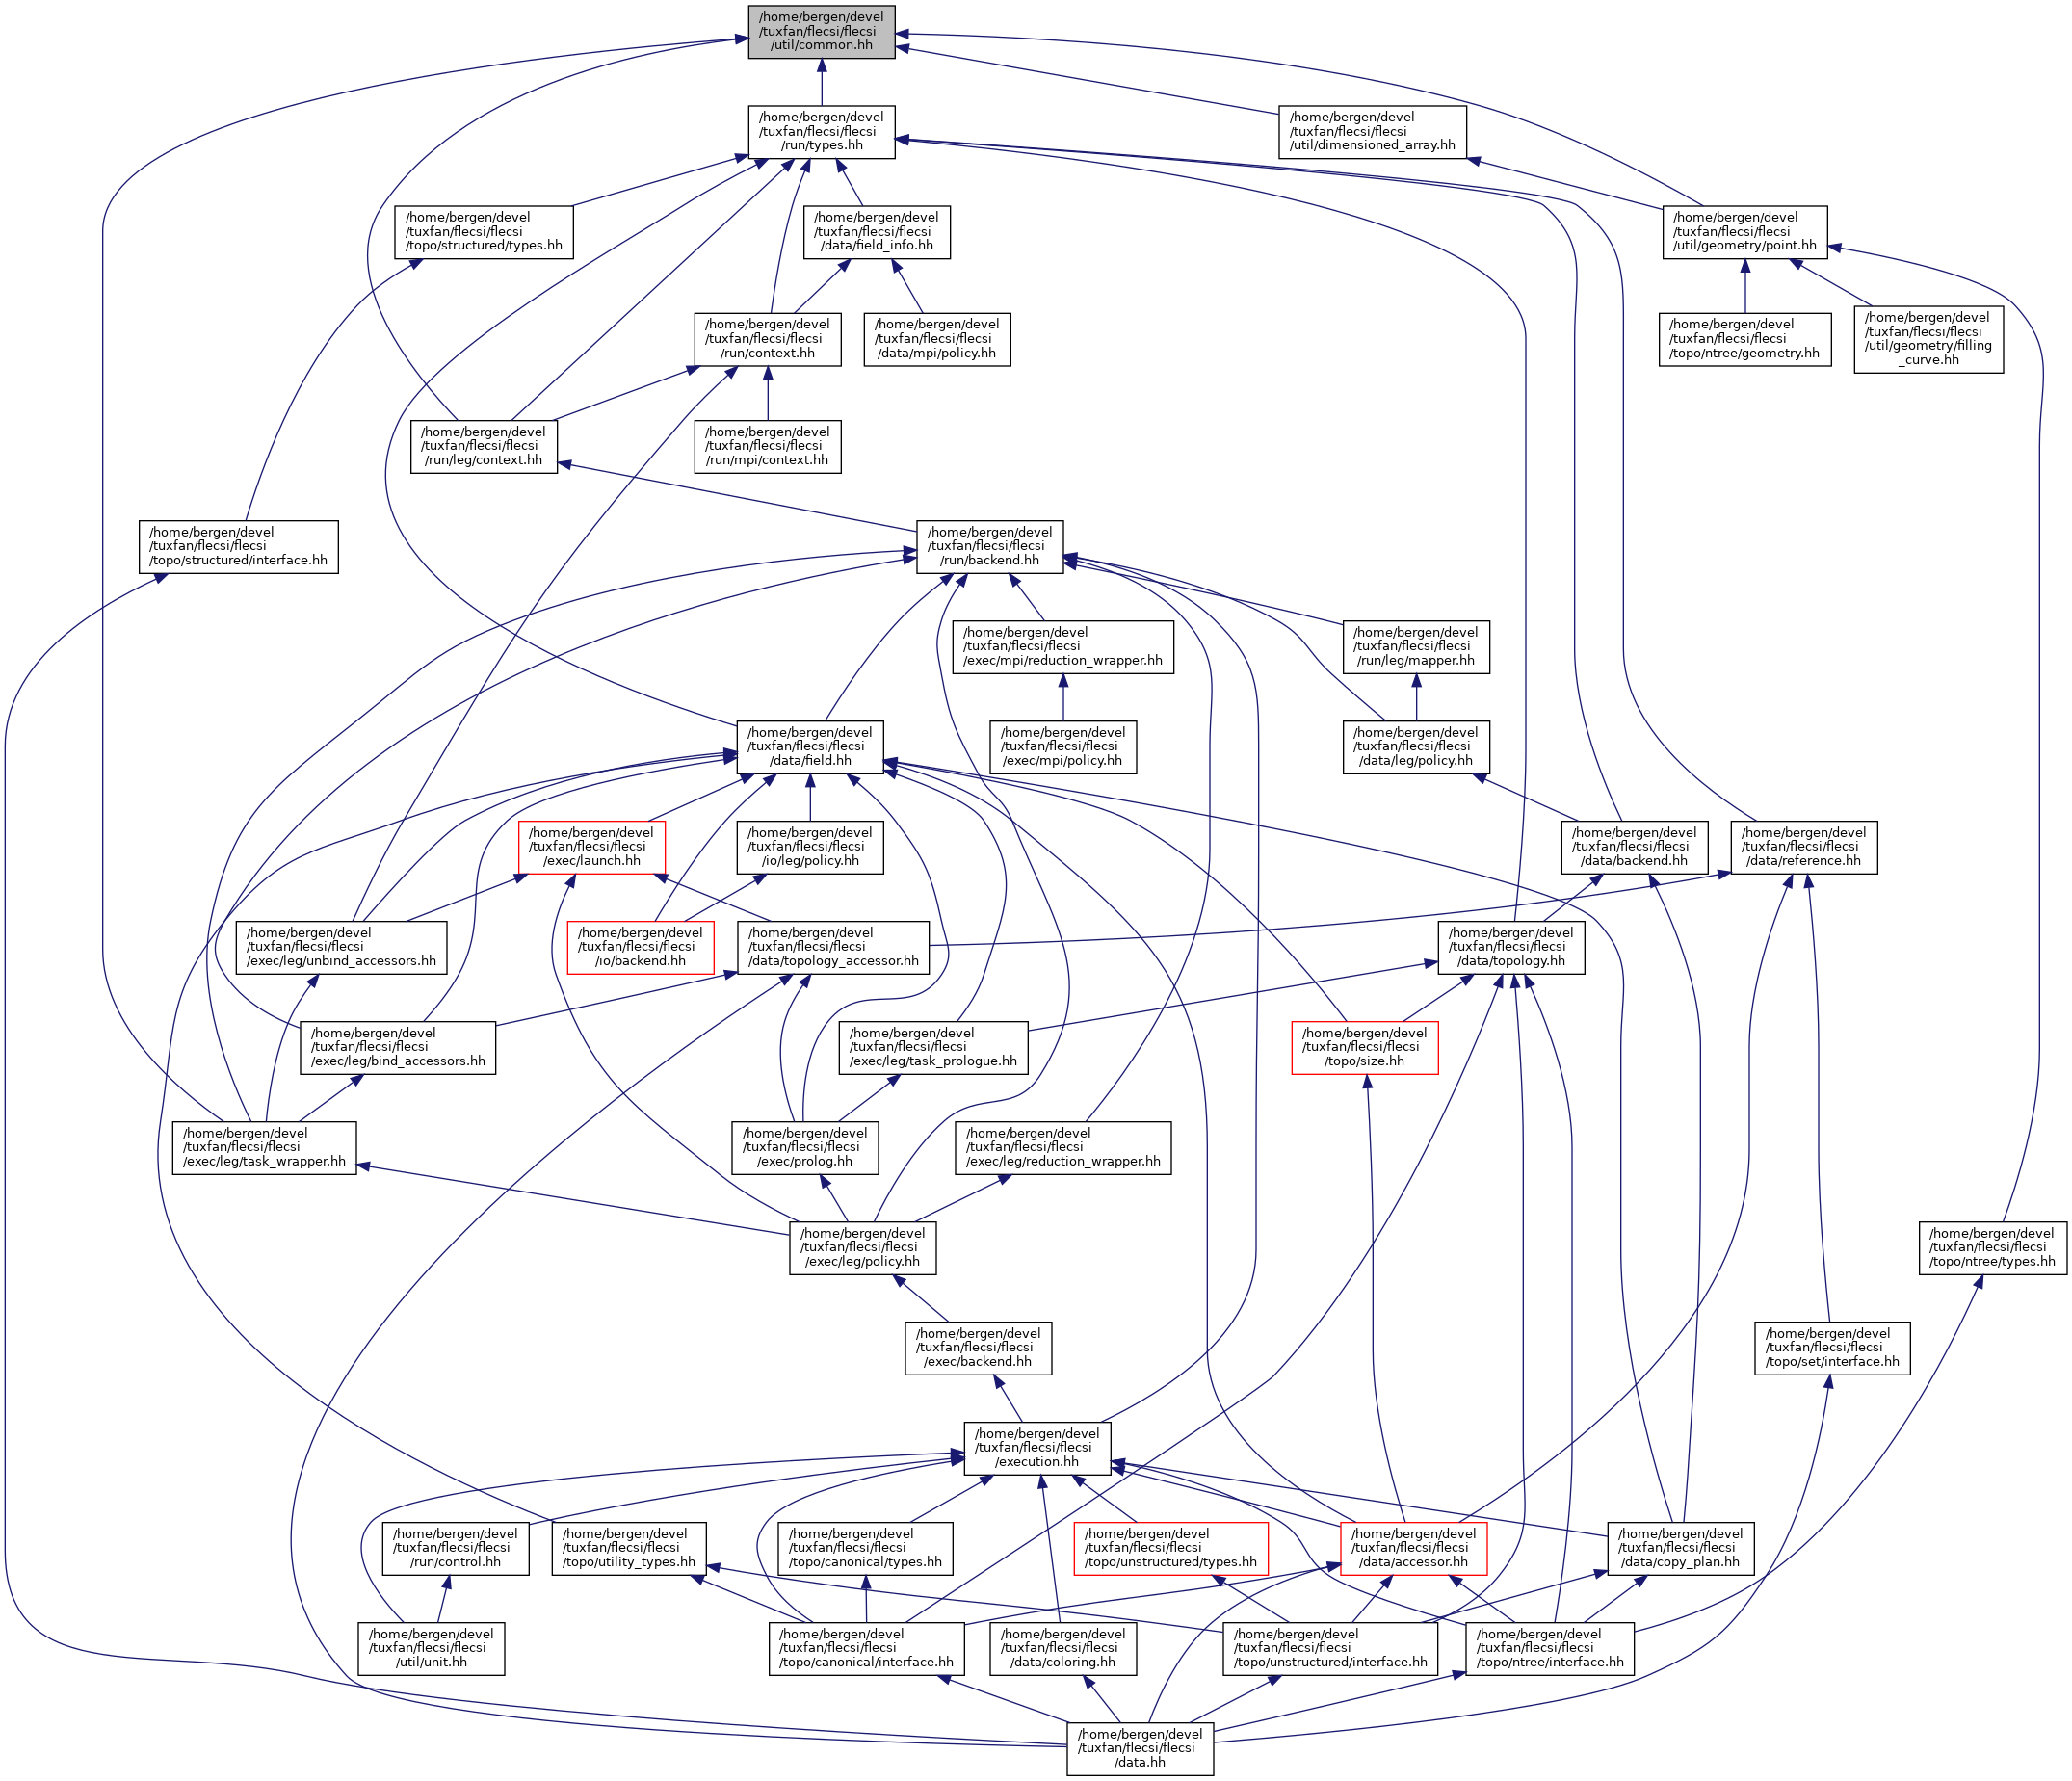 /home/bergen/devel
/tuxfan/flecsi/flecsi
/util/common.hh
/home/bergen/devel
/tuxfan/flecsi/flecsi
/run/types.hh
/home/bergen/devel
/tuxfan/flecsi/flecsi
/util/dimensioned_array.hh
/home/bergen/devel
/tuxfan/flecsi/flecsi
/topo/structured/types.hh
/home/bergen/devel
/tuxfan/flecsi/flecsi
/data/field_info.hh
/home/bergen/devel
/tuxfan/flecsi/flecsi
/util/geometry/point.hh
/home/bergen/devel
/tuxfan/flecsi/flecsi
/run/context.hh
/home/bergen/devel
/tuxfan/flecsi/flecsi
/data/mpi/policy.hh
/home/bergen/devel
/tuxfan/flecsi/flecsi
/topo/ntree/geometry.hh
/home/bergen/devel
/tuxfan/flecsi/flecsi
/util/geometry/filling
_curve.hh
/home/bergen/devel
/tuxfan/flecsi/flecsi
/run/leg/context.hh
/home/bergen/devel
/tuxfan/flecsi/flecsi
/run/mpi/context.hh
/home/bergen/devel
/tuxfan/flecsi/flecsi
/topo/structured/interface.hh
/home/bergen/devel
/tuxfan/flecsi/flecsi
/run/backend.hh
/home/bergen/devel
/tuxfan/flecsi/flecsi
/exec/mpi/reduction_wrapper.hh
/home/bergen/devel
/tuxfan/flecsi/flecsi
/run/leg/mapper.hh
/home/bergen/devel
/tuxfan/flecsi/flecsi
/data/field.hh
/home/bergen/devel
/tuxfan/flecsi/flecsi
/exec/mpi/policy.hh
/home/bergen/devel
/tuxfan/flecsi/flecsi
/data/leg/policy.hh
/home/bergen/devel
/tuxfan/flecsi/flecsi
/exec/launch.hh
/home/bergen/devel
/tuxfan/flecsi/flecsi
/io/leg/policy.hh
/home/bergen/devel
/tuxfan/flecsi/flecsi
/data/backend.hh
/home/bergen/devel
/tuxfan/flecsi/flecsi
/data/reference.hh
/home/bergen/devel
/tuxfan/flecsi/flecsi
/exec/leg/unbind_accessors.hh
/home/bergen/devel
/tuxfan/flecsi/flecsi
/io/backend.hh
/home/bergen/devel
/tuxfan/flecsi/flecsi
/data/topology_accessor.hh
/home/bergen/devel
/tuxfan/flecsi/flecsi
/data/topology.hh
/home/bergen/devel
/tuxfan/flecsi/flecsi
/exec/leg/bind_accessors.hh
/home/bergen/devel
/tuxfan/flecsi/flecsi
/exec/leg/task_prologue.hh
/home/bergen/devel
/tuxfan/flecsi/flecsi
/topo/size.hh
/home/bergen/devel
/tuxfan/flecsi/flecsi
/exec/leg/task_wrapper.hh
/home/bergen/devel
/tuxfan/flecsi/flecsi
/exec/prolog.hh
/home/bergen/devel
/tuxfan/flecsi/flecsi
/exec/leg/reduction_wrapper.hh
/home/bergen/devel
/tuxfan/flecsi/flecsi
/exec/leg/policy.hh
/home/bergen/devel
/tuxfan/flecsi/flecsi
/topo/ntree/types.hh
/home/bergen/devel
/tuxfan/flecsi/flecsi
/exec/backend.hh
/home/bergen/devel
/tuxfan/flecsi/flecsi
/topo/set/interface.hh
/home/bergen/devel
/tuxfan/flecsi/flecsi
/execution.hh
/home/bergen/devel
/tuxfan/flecsi/flecsi
/run/control.hh
/home/bergen/devel
/tuxfan/flecsi/flecsi
/topo/utility_types.hh
/home/bergen/devel
/tuxfan/flecsi/flecsi
/topo/canonical/types.hh
/home/bergen/devel
/tuxfan/flecsi/flecsi
/topo/unstructured/types.hh
/home/bergen/devel
/tuxfan/flecsi/flecsi
/data/accessor.hh
/home/bergen/devel
/tuxfan/flecsi/flecsi
/data/copy_plan.hh
/home/bergen/devel
/tuxfan/flecsi/flecsi
/util/unit.hh
/home/bergen/devel
/tuxfan/flecsi/flecsi
/topo/canonical/interface.hh
/home/bergen/devel
/tuxfan/flecsi/flecsi
/data/coloring.hh
/home/bergen/devel
/tuxfan/flecsi/flecsi
/topo/unstructured/interface.hh
/home/bergen/devel
/tuxfan/flecsi/flecsi
/topo/ntree/interface.hh
/home/bergen/devel
/tuxfan/flecsi/flecsi
/data.hh